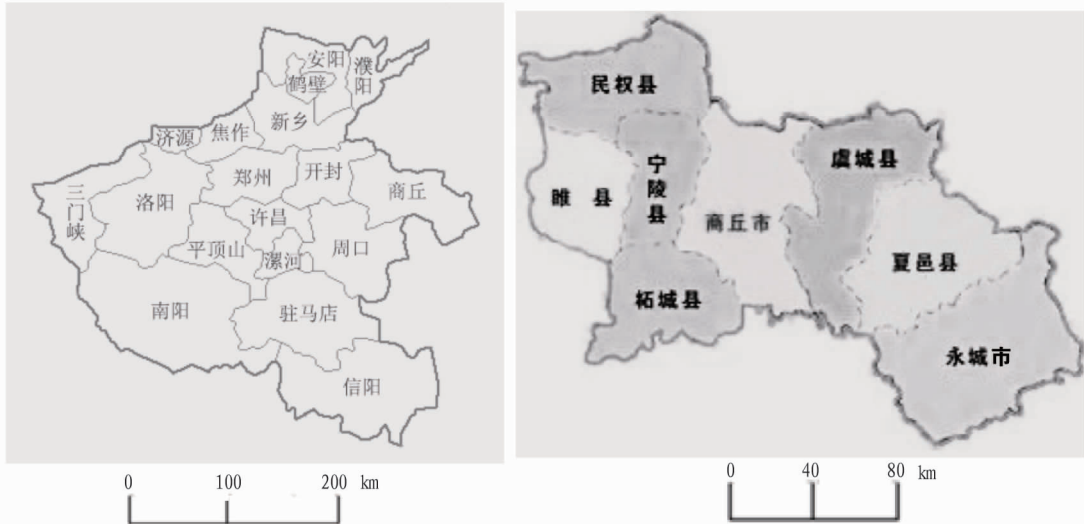 安阳
濮阳
鹤壁
新乡
济源
焦作
三门峡
洛阳
郑州
开封
商丘
许昌
平顶山
漯河
周口
南阳
驻马店
信阳
0 100 200 km
民权县
宁陵县
虞城县
睢 县
商丘市
夏邑县
柘城县
永城市
0 40 80 km